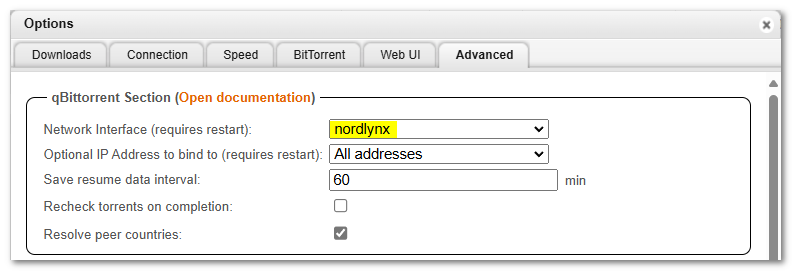 Options
Downloads Connection Speed BitTorrent Web UI Advanced
qBittorrent Section (Open documentation)
Network Interface (requires restart): nordlynx
Optional IP Address to bind to (requires restart): All addresses
Save resume data interval: 60 min
Recheck torrents on completion:
Resolve peer countries: